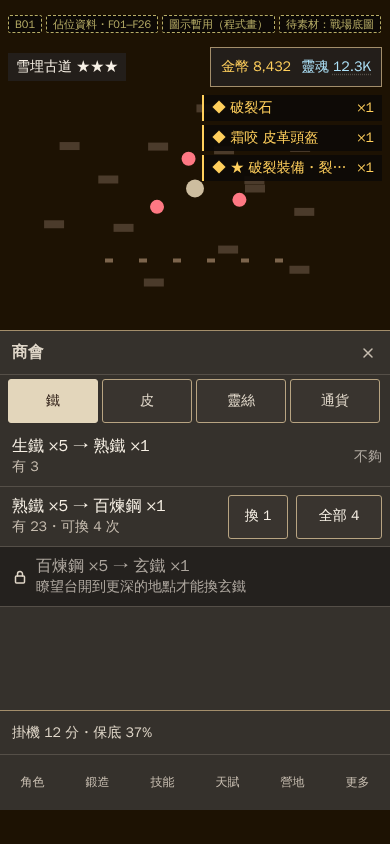 B01 佔位資料・F01–F26 圖示暫用（程式畫） 待素材：戰場底圖
雪埋古道 ★★★
金幣 8,432 靈魂 12.3K
◆ 破裂石 ×1
◆ 霜咬 皮革頭盔 ×1
◆ ★ 破裂裝備・裂⋯ ×1
商會 ×
鐵 皮 靈絲 通貨
生鐵 ×5 → 熟鐵 ×1
有 3
不夠
熟鐵 ×5 → 百煉鋼 ×1
有 23・可換 4 次
換 1 全部 4
百煉鋼 ×5 → 玄鐵 ×1
瞭望台開到更深的地點才能換玄鐵
掛機 12 分・保底 37%
角色 鍛造 技能 天賦 營地 更多